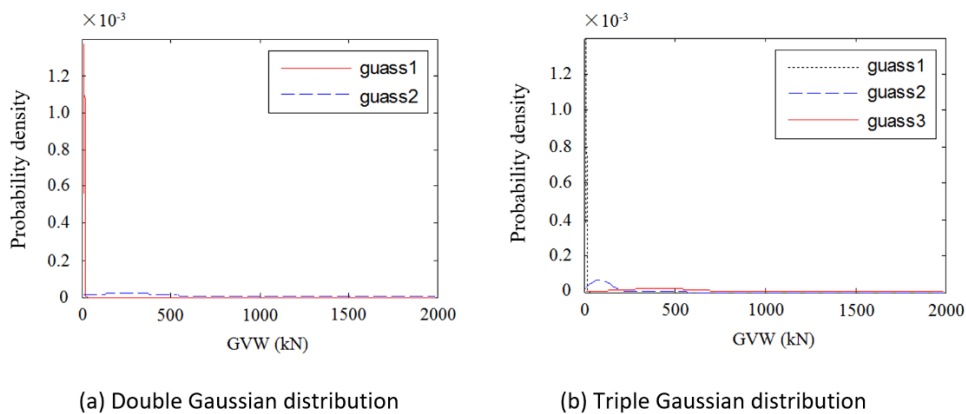 ×10-3
1.2
1.0
0.8
0.6
0.4
0.2
0
Probability density
guass1
guass2
0 500 1000 1500 2000
GVW (kN)
(a) Double Gaussian distribution
×10-3
1.2
1.0
0.8
0.6
0.4
0.2
0
Probability density
guass1
guass2
guass3
0 500 1000 1500 2000
GVW (kN)
(b) Triple Gaussian distribution